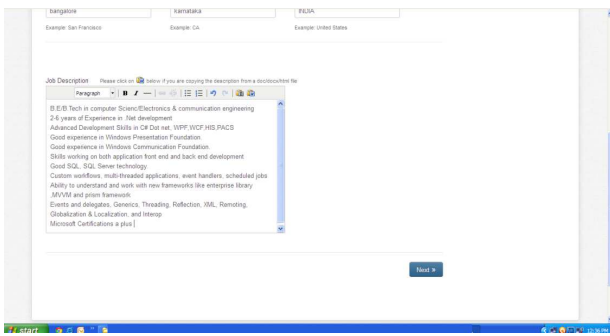 bangalore karnataka INDIA
Example: San Francisco Example: CA Example: United States
Job Description Please click on below if you are copying the description from a doc/docx/html file
Paragraph B I
B.E/B Tech in computer Scienc/Electronics & communication engineering
2-6 years of Experience in .Net development
Advanced Development Skills in C# Dot net, WPF,WCF,HIS,PACS
Good experience in Windows Presentation Foundation
Good experience in Windows Communication Foundation
Skills working on both application front end and back end development
Good SQL, SQL Server technology
Custom workflows, multi-threaded applications, event handlers, scheduled jobs
Ability to understand and work with new frameworks like enterprise library
,MVVM and prism framework
Events and delegates, Generics, Threading, Reflection, XML, Remoting,
Globalization & Localization, and Interop
Microsoft Certifications a plus
Next »
start 12:36 PM